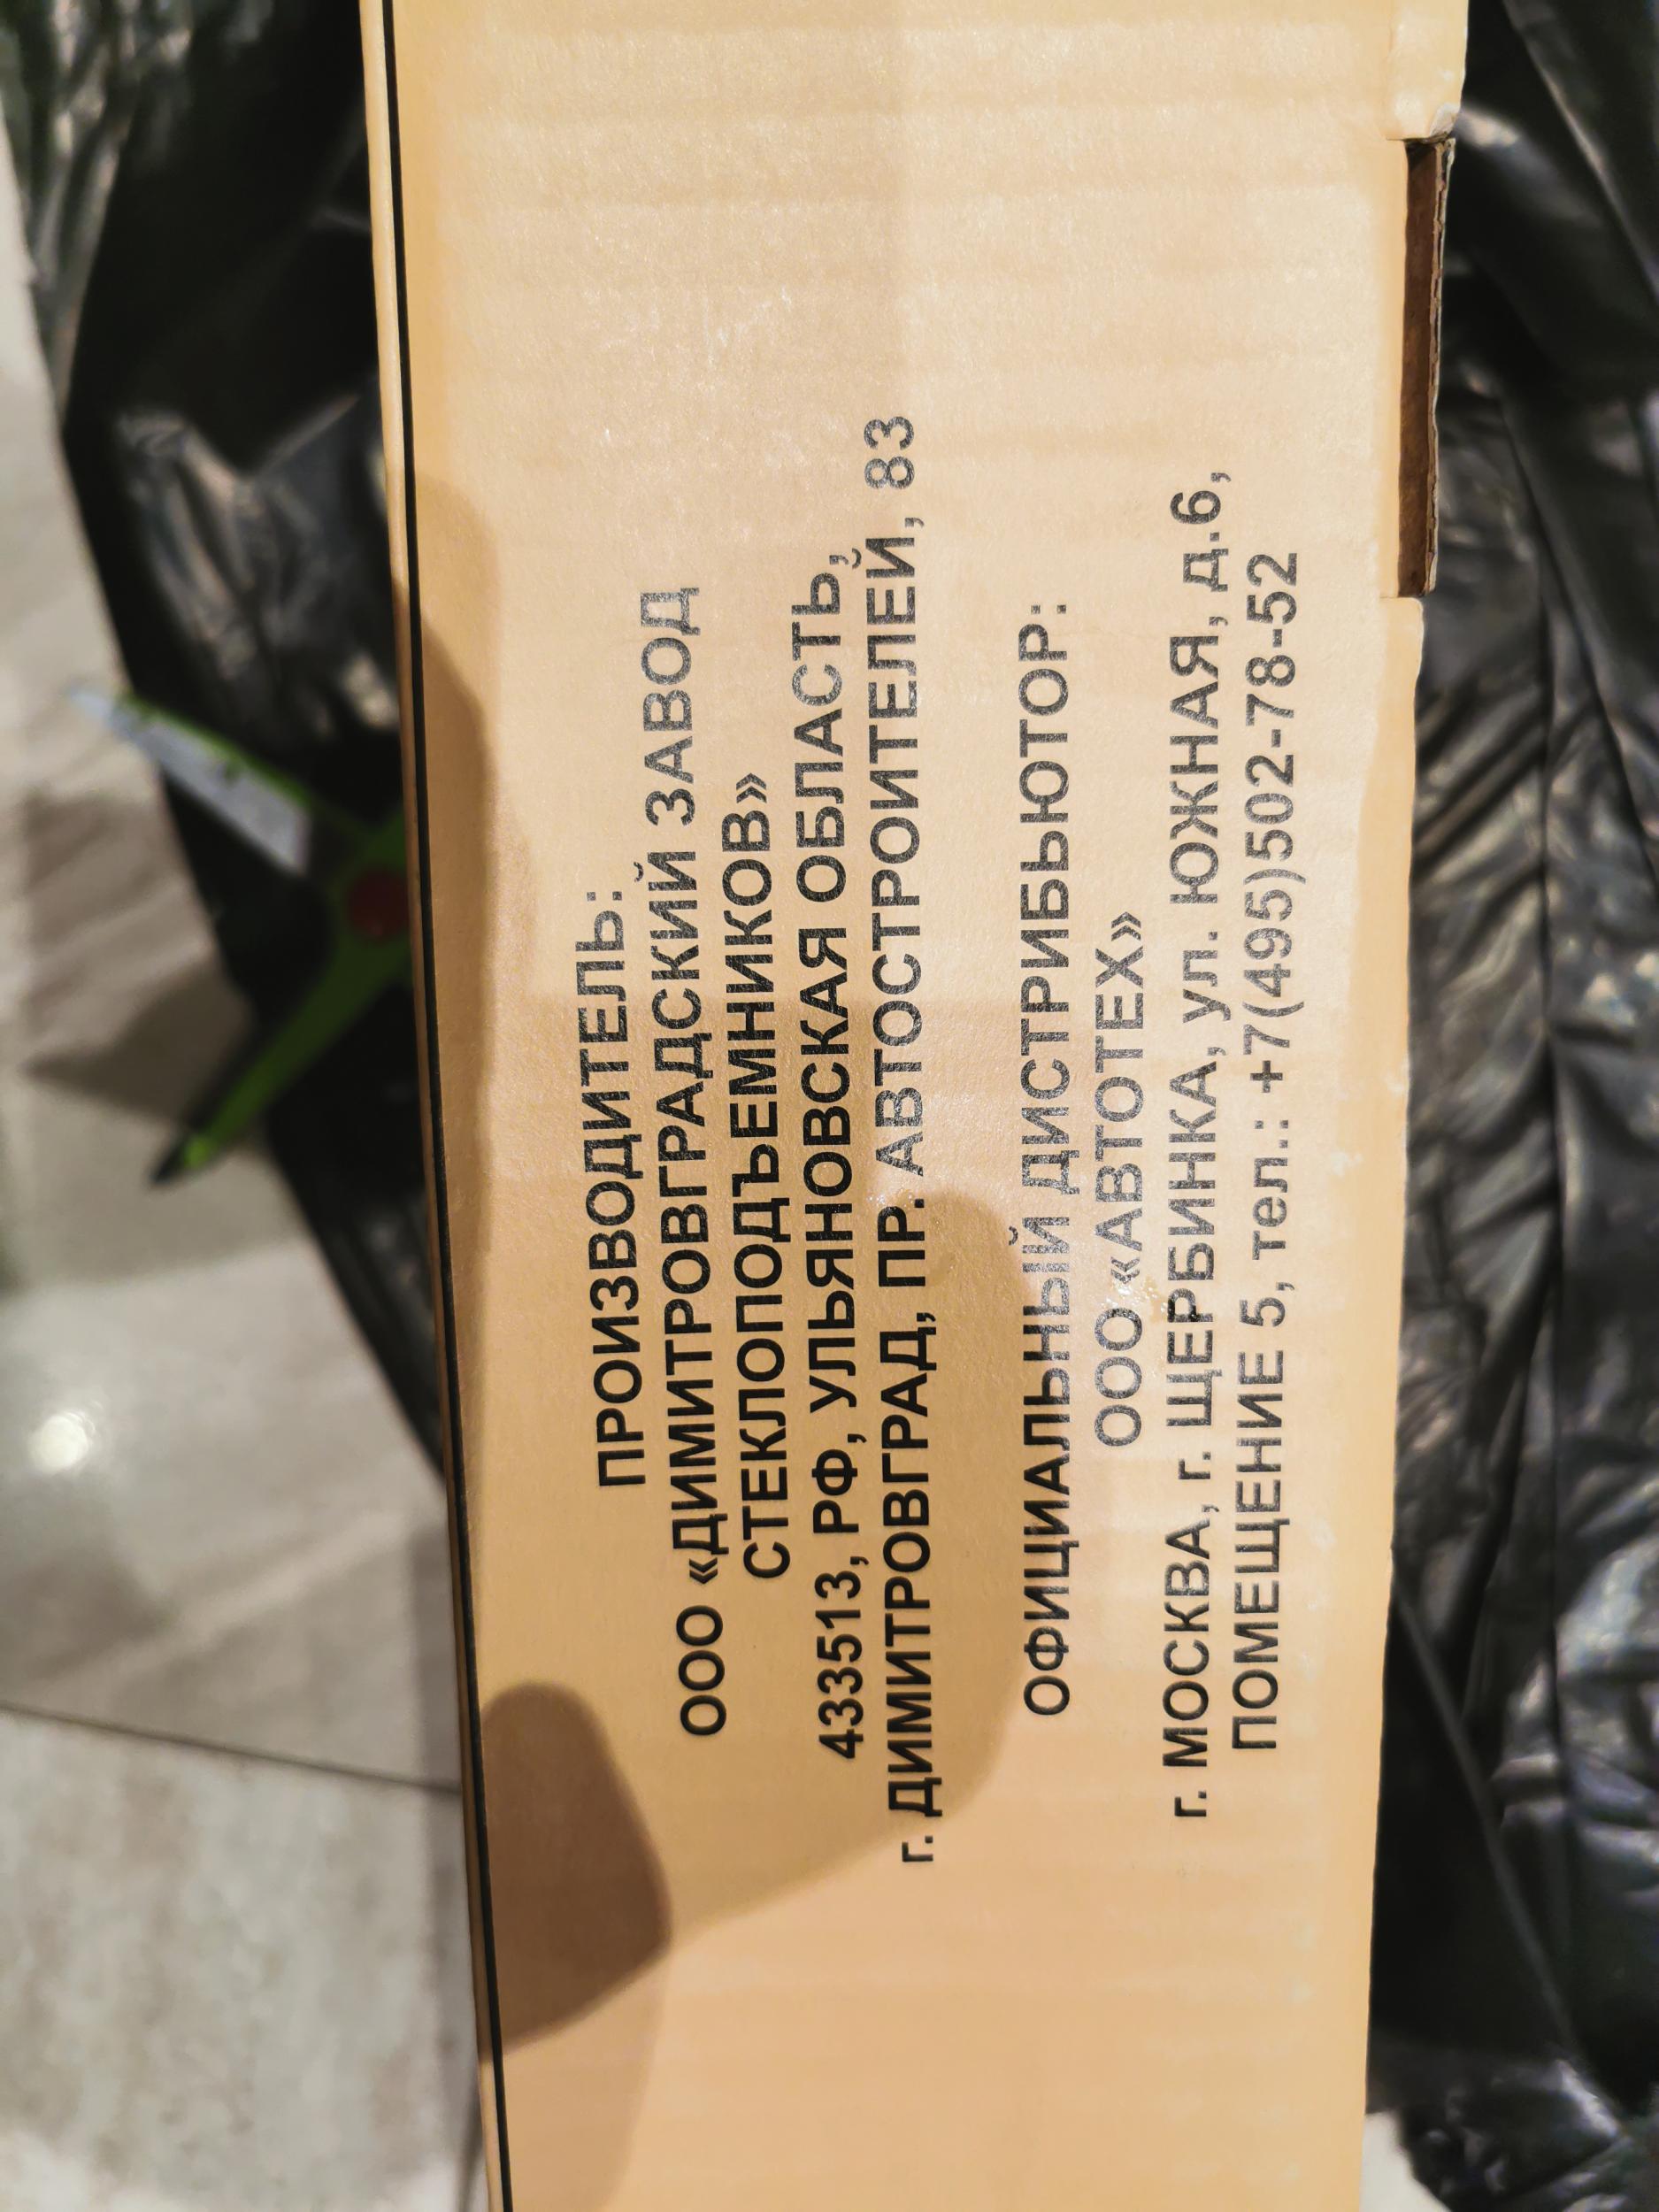 ПРОИЗВОДИТЕЛЬ:
ООО «ДИМИТРОВГРАДСКИЙ ЗАВОД
СТЕКЛОПОДЪЕМНИКОВ»
433513, РФ, УЛЬЯНОВСКАЯ ОБЛАСТЬ,
г. ДИМИТРОВГРАД, ПР. АВТОСТРОИТЕЛЕЙ, 83
ОФИЦИАЛЬНЫЙ ДИСТРИБЬЮТОР:
ООО «АВТОТЕХ»
г. МОСКВА, г. ЩЕРБИНКА, ул. ЮЖНАЯ, д.6,
ПОМЕЩЕНИЕ 5, тел.: +7(495)502-78-52